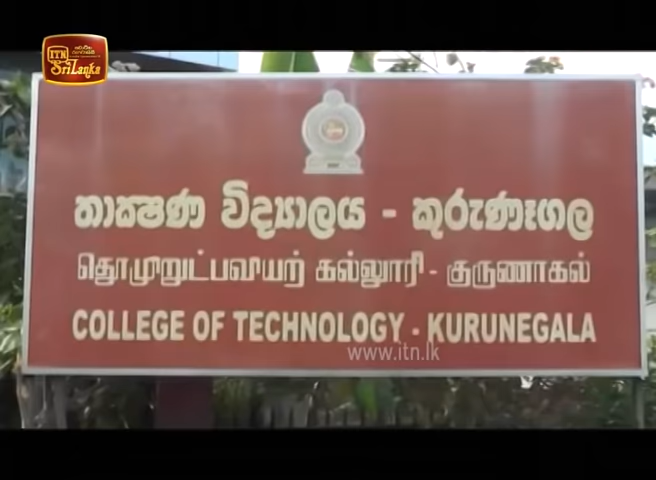 ITN
SriLanka
තාක්ෂණ විද්‍යාලය - කුරුණෑගල
தொழுறுட்பவியற் கல்லூரி - குருணாகல்
COLLEGE OF TECHNOLOGY - KURUNEGALA
www.itn.lk